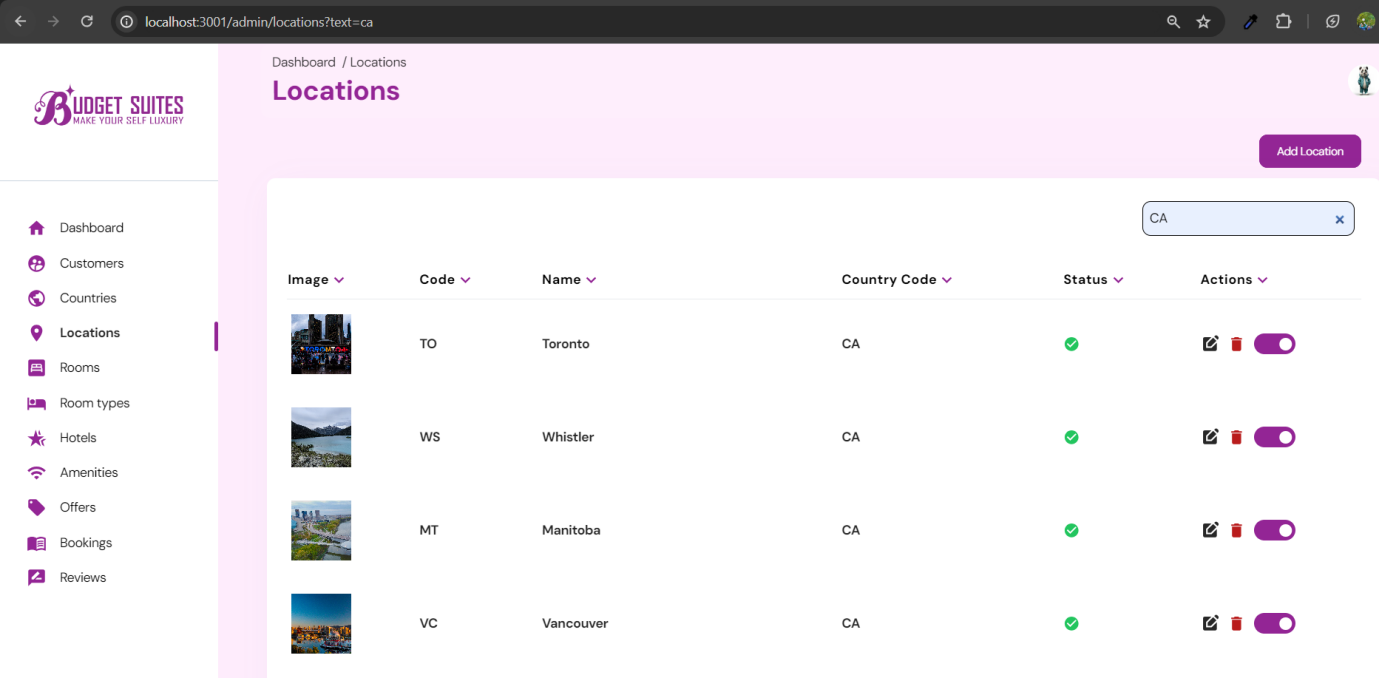 localhost:3001/admin/locations?text=ca
BUDGET SUITES
MAKE YOUR SELF LUXURY
Dashboard / Locations
Locations
Add Location
CA
Dashboard
Customers
Countries
Locations
Rooms
Room types
Hotels
Amenities
Offers
Bookings
Reviews
Image Code Name Country Code Status Actions
TO Toronto CA
WS Whistler CA
MT Manitoba CA
VC Vancouver CA